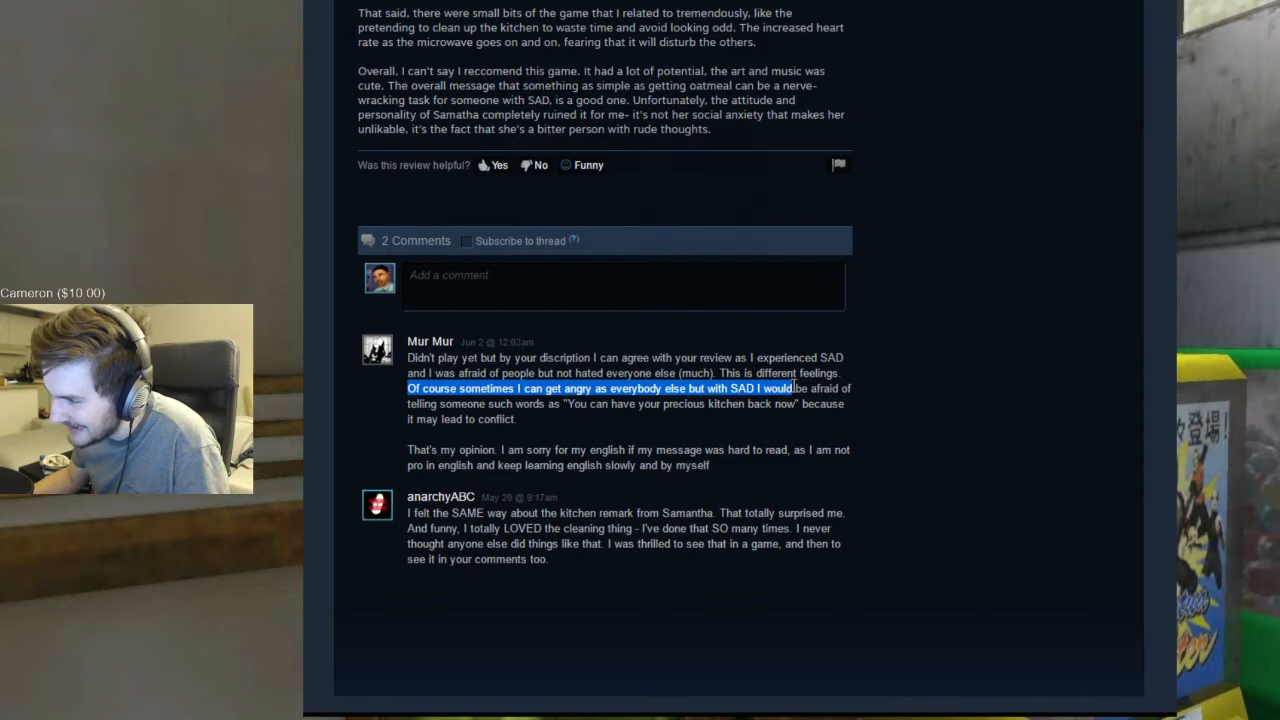 That said, there were small bits of the game that I related to tremendously, like the
pretending to clean up the kitchen to waste time and avoid looking odd. The increased heart
rate as the microwave goes on and on, fearing that it will disturb the others.
Overall, I can't say I reccomend this game. It had a lot of potential, the art and music was
cute. The overall message that something as simple as getting oatmeal can be a nerve-
wracking task for someone with SAD, is a good one. Unfortunately, the attitude and
personality of Samatha completely ruined it for me- it's not her social anxiety that makes her
unlikable, it's the fact that she's a bitter person with rude thoughts.
Was this review helpful? Yes No Funny
2 Comments Subscribe to thread (?)
Add a comment
Cameron ($10.00)
Mur Mur Jun 2 @ 12:02am
Didn't play yet but by your discription I can agree with your review as I experienced SAD
and I was afraid of people but not hated everyone else (much). This is different feelings.
Of course sometimes I can get angry as everybody else but with SAD I would be afraid of
telling someone such words as "You can have your precious kitchen back now" because
it may lead to conflict.
That's my opinion. I am sorry for my english if my message was hard to read, as I am not
pro in english and keep learning english slowly and by myself
anarchyABC May 20 @ 9:17am
I felt the SAME way about the kitchen remark from Samantha. That totally surprised me.
And funny, I totally LOVED the cleaning thing - I've done that SO many times. I never
thought anyone else did things like that. I was thrilled to see that in a game, and then to
see it in your comments too.
登場!